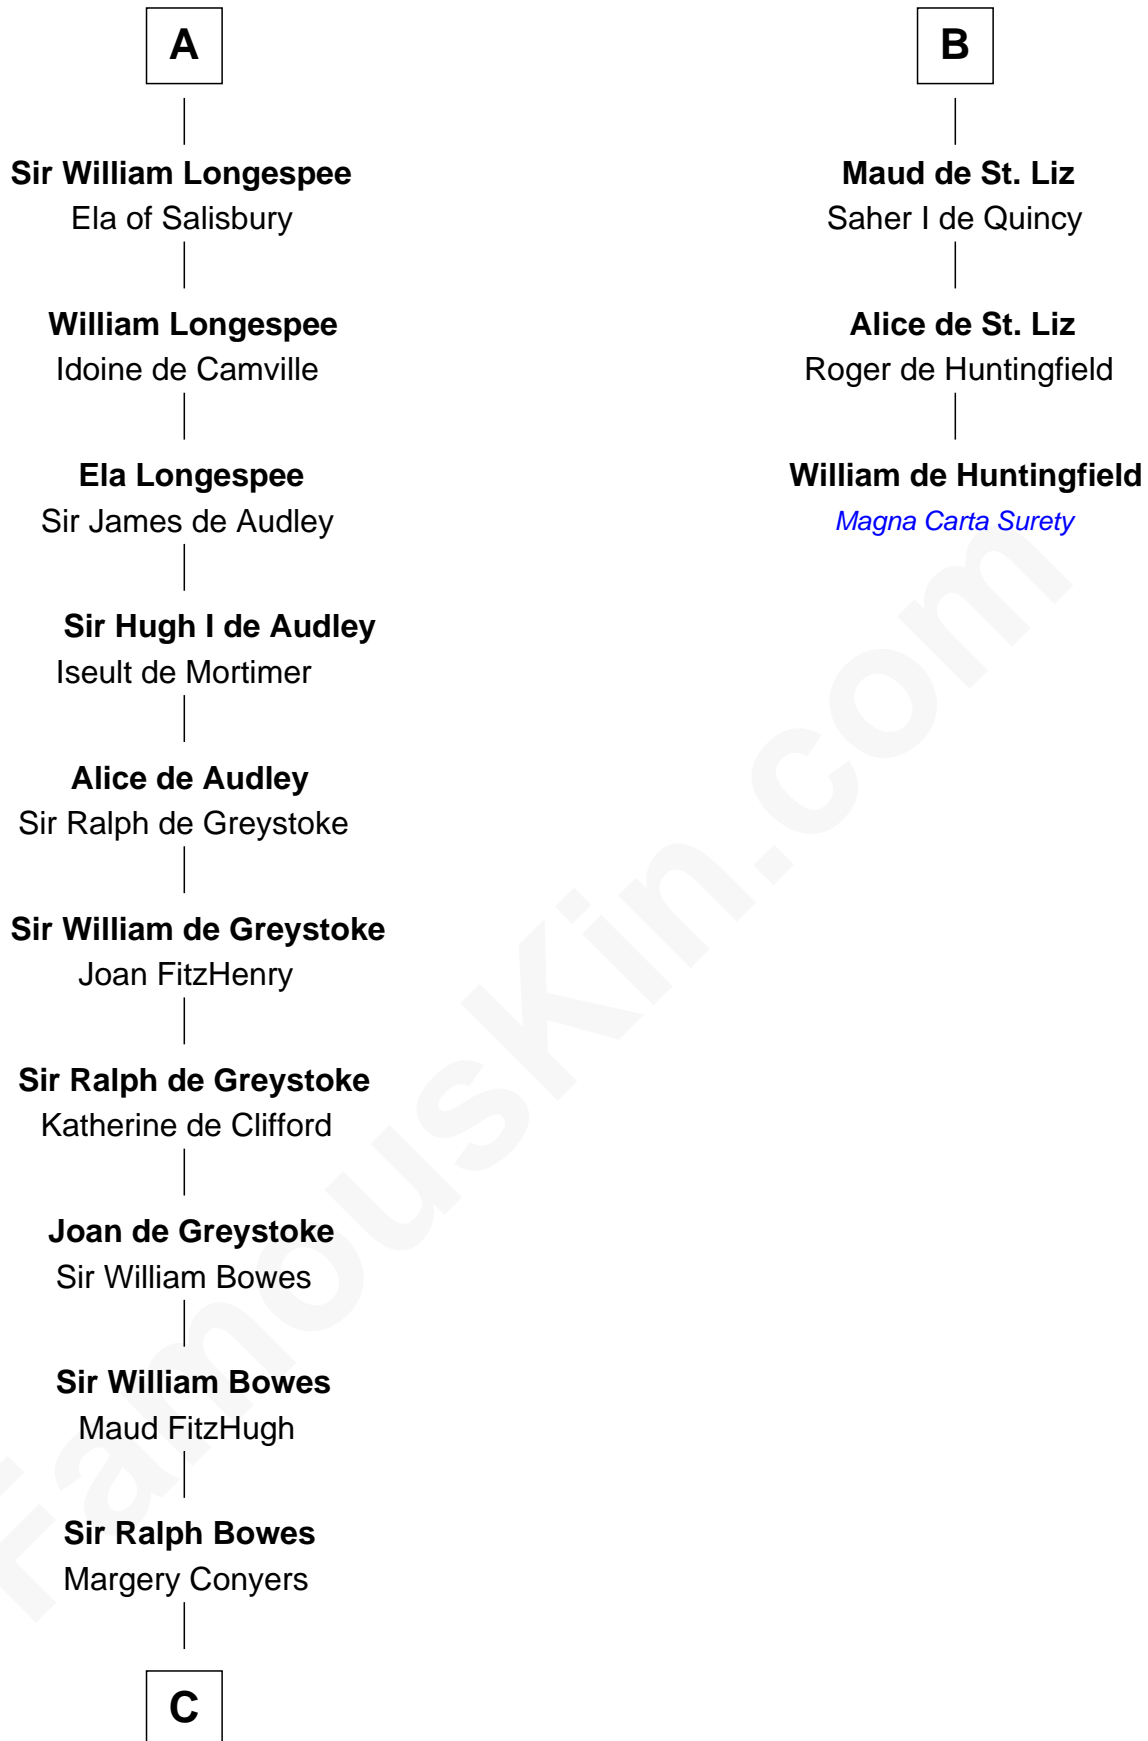 A
Sir William Longespee
Ela of Salisbury
William Longespee
Idoine de Camville
Ela Longespee
Sir James de Audley
Sir Hugh I de Audley
Iseult de Mortimer
Alice de Audley
Sir Ralph de Greystoke
Sir William de Greystoke
Joan FitzHenry
Sir Ralph de Greystoke
Katherine de Clifford
Joan de Greystoke
Sir William Bowes
Sir William Bowes
Maud FitzHugh
Sir Ralph Bowes
Margery Conyers
C
B
Maud de St. Liz
Saher I de Quincy
Alice de St. Liz
Roger de Huntingfield
William de Huntingfield
Magna Carta Surety
FamousKin.com